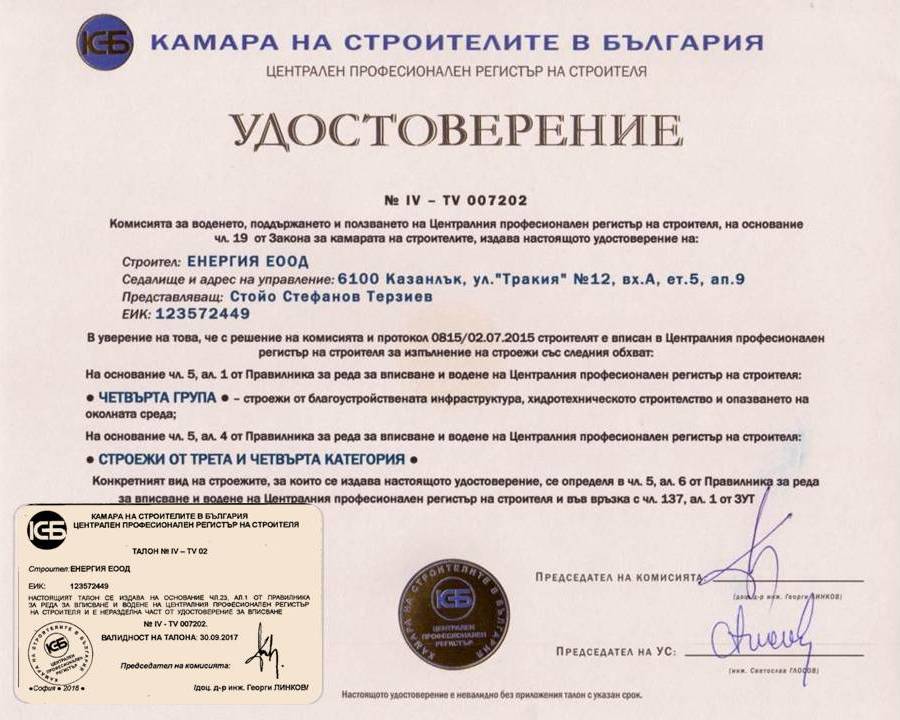 КСБ КАМАРА НА СТРОИТЕЛИТЕ В БЪЛГАРИЯ
ЦЕНТРАЛЕН ПРОФЕСИОНАЛЕН РЕГИСТЪР НА СТРОИТЕЛЯ
УДОСТОВЕРЕНИЕ
№ IV – TV 007202
Комисията за воденето, поддържането и ползването на Централния професионален регистър на строителя, на основание
чл. 19 от Закона за камарата на строителите, издава настоящото удостоверение на:
Строител: ЕНЕРГИЯ ЕООД
Седалище и адрес на управление: 6100 Казанлък, ул."Тракия" №12, вх.А, ет.5, ап.9
Представляващ: Стойо Стефанов Терзиев
ЕИК: 123572449
В уверение на това, че с решение на комисията и протокол 0815/02.07.2015 строителят е вписан в Централния професионален
регистър на строителя за изпълнение на строежи със следния обхват:
На основание чл. 5, ал. 1 от Правилника за реда за вписване и водене на Централния професионален регистър на строителя:
● ЧЕТВЪРТА ГРУПА ● – строежи от благоустройствената инфраструктура, хидротехническото строителство и опазването на
околната среда;
На основание чл. 5, ал. 4 от Правилника за реда за вписване и водене на Централния професионален регистър на строителя:
● СТРОЕЖИ ОТ ТРЕТА И ЧЕТВЪРТА КАТЕГОРИЯ ●
Конкретният вид на строежите, за които се издава настоящото удостоверение, се определя в чл. 5, ал. 6 от Правилника за реда
за вписване и водене на Централния професионален регистър на строителя и във връзка с чл. 137, ал. 1 от ЗУТ
КСБ КАМАРА НА СТРОИТЕЛИТЕ В БЪЛГАРИЯ
ЦЕНТРАЛЕН ПРОФЕСИОНАЛЕН РЕГИСТЪР НА СТРОИТЕЛЯ
ТАЛОН № IV – TV 02
Строител: ЕНЕРГИЯ ЕООД
ЕИК: 123572449
НАСТОЯЩИЯТ ТАЛОН СЕ ИЗДАВА НА ОСНОВАНИЕ ЧЛ.23, АЛ.1 ОТ ПРАВИЛНИКА
ЗА РЕДА ЗА ВПИСВАНЕ И ВОДЕНЕ НА ЦЕНТРАЛНИЯ ПРОФЕСИОНАЛЕН РЕГИСТЪР
НА СТРОИТЕЛЯ И Е НЕРАЗДЕЛНА ЧАСТ ОТ УДОСТОВЕРЕНИЕ ЗА ВПИСВАНЕ
№ IV - TV 007202.
ВАЛИДНОСТ НА ТАЛОНА: 30.09.2017
Председател на комисията:
/доц. д-р инж. Георги ЛИНКОВ/
КАМАРА НА СТРОИТЕЛИТЕ В БЪЛГАРИЯ
КСБ
ЦЕНТРАЛЕН
ПРОФЕСИОНАЛЕН
РЕГИСТЪР
● София ● 2016 ●
КАМАРА НА СТРОИТЕЛИТЕ В БЪЛГАРИЯ
КСБ
ЦЕНТРАЛЕН
ПРОФЕСИОНАЛЕН
РЕГИСТЪР
ПРЕДСЕДАТЕЛ НА КОМИСИЯТА:
(доц. д-р инж. Георги ЛИНКОВ)
ПРЕДСЕДАТЕЛ НА УС:
(инж. Светослав ГЛОСОВ)
Настоящото удостоверение е невалидно без приложения талон с указан срок.